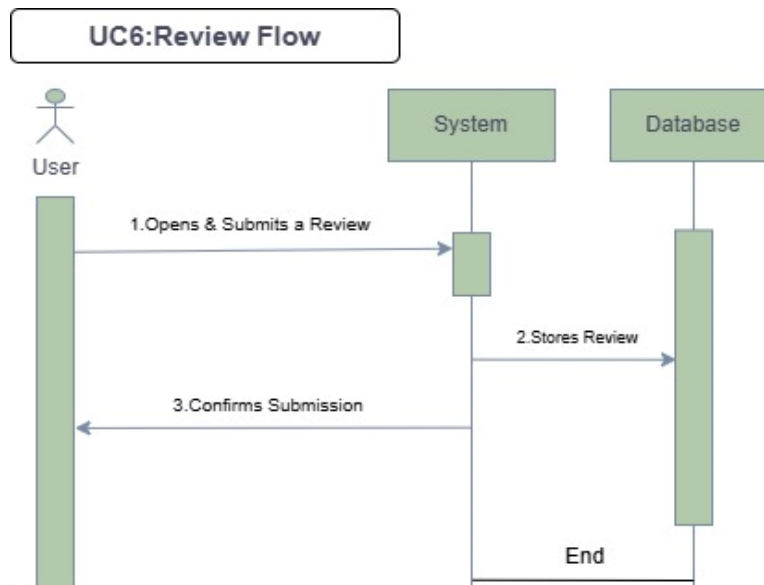 UC6:Review Flow
System
Database
User
1.Opens & Submits a Review
2.Stores Review
3.Confirms Submission
End